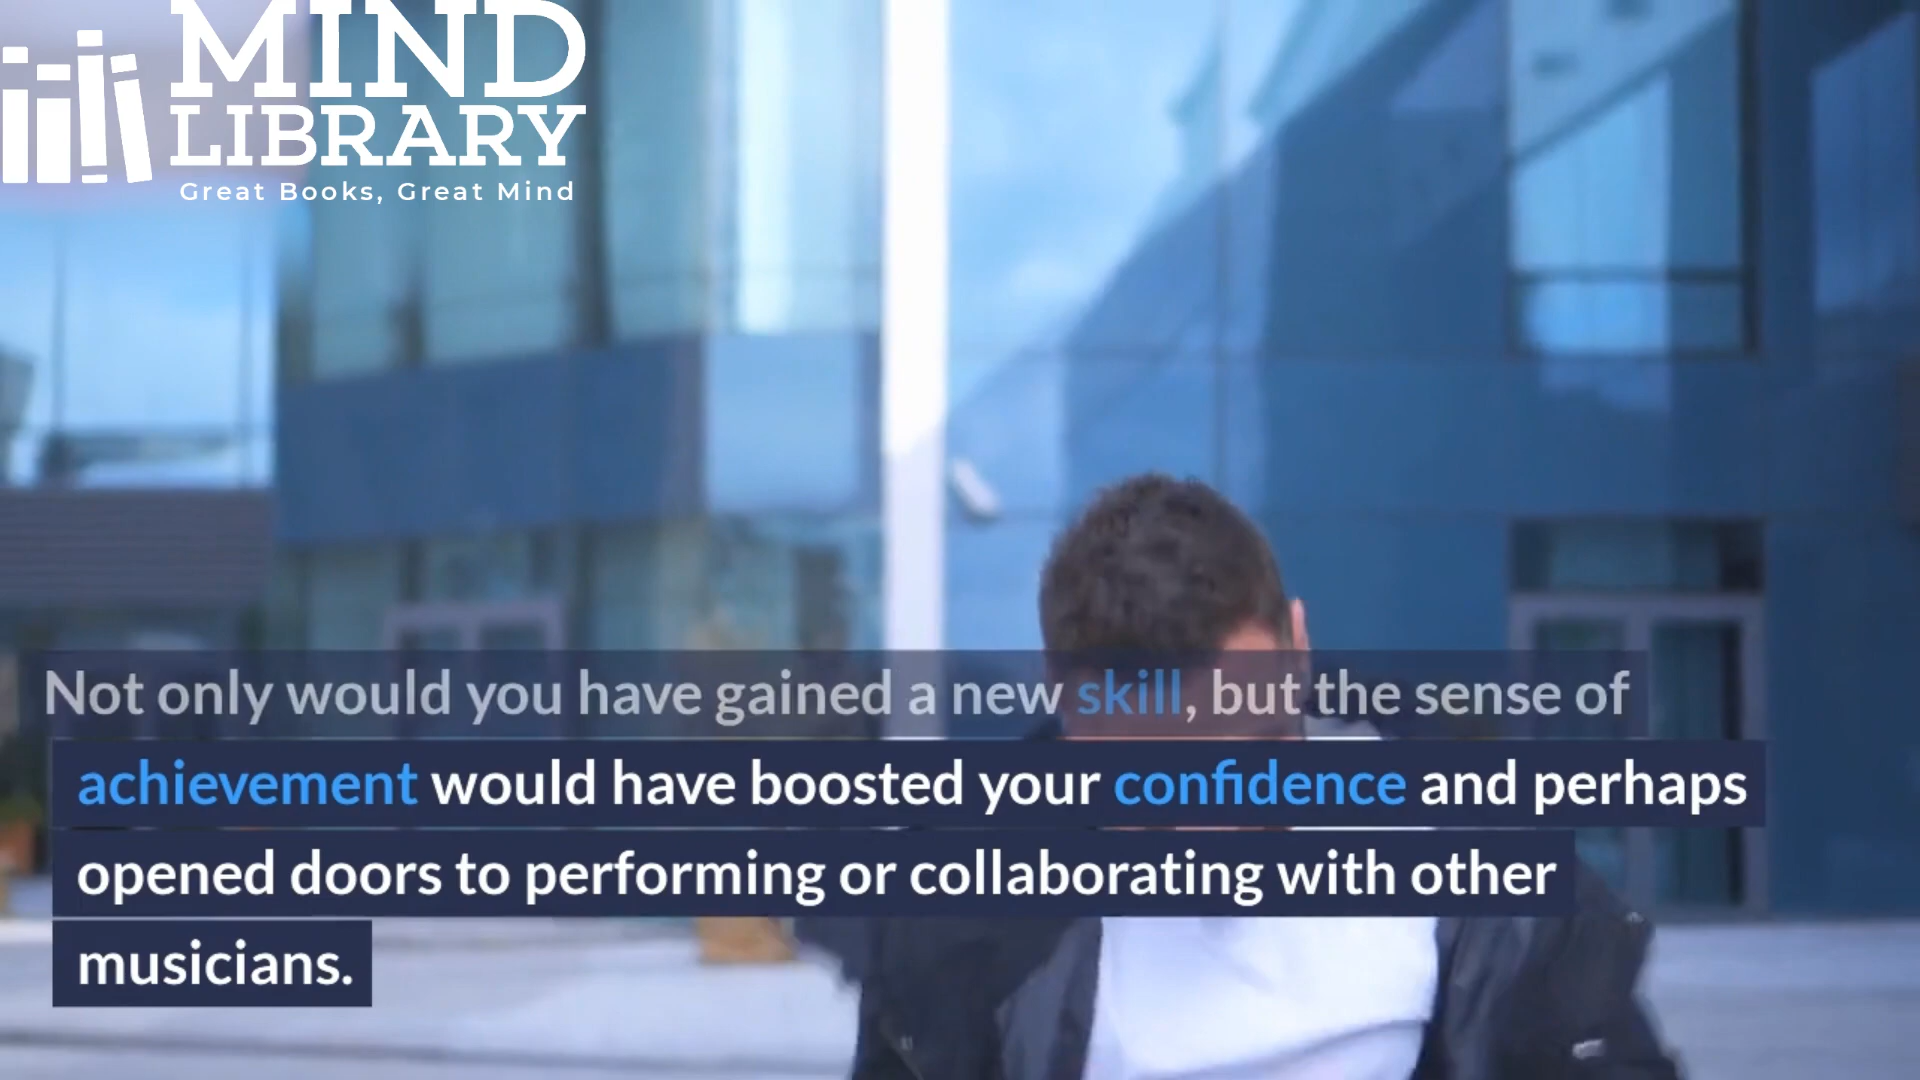 MIND
LIBRARY
Great Books, Great Mind
Not only would you have gained a new skill, but the sense of
achievement would have boosted your confidence and perhaps
opened doors to performing or collaborating with other
musicians.